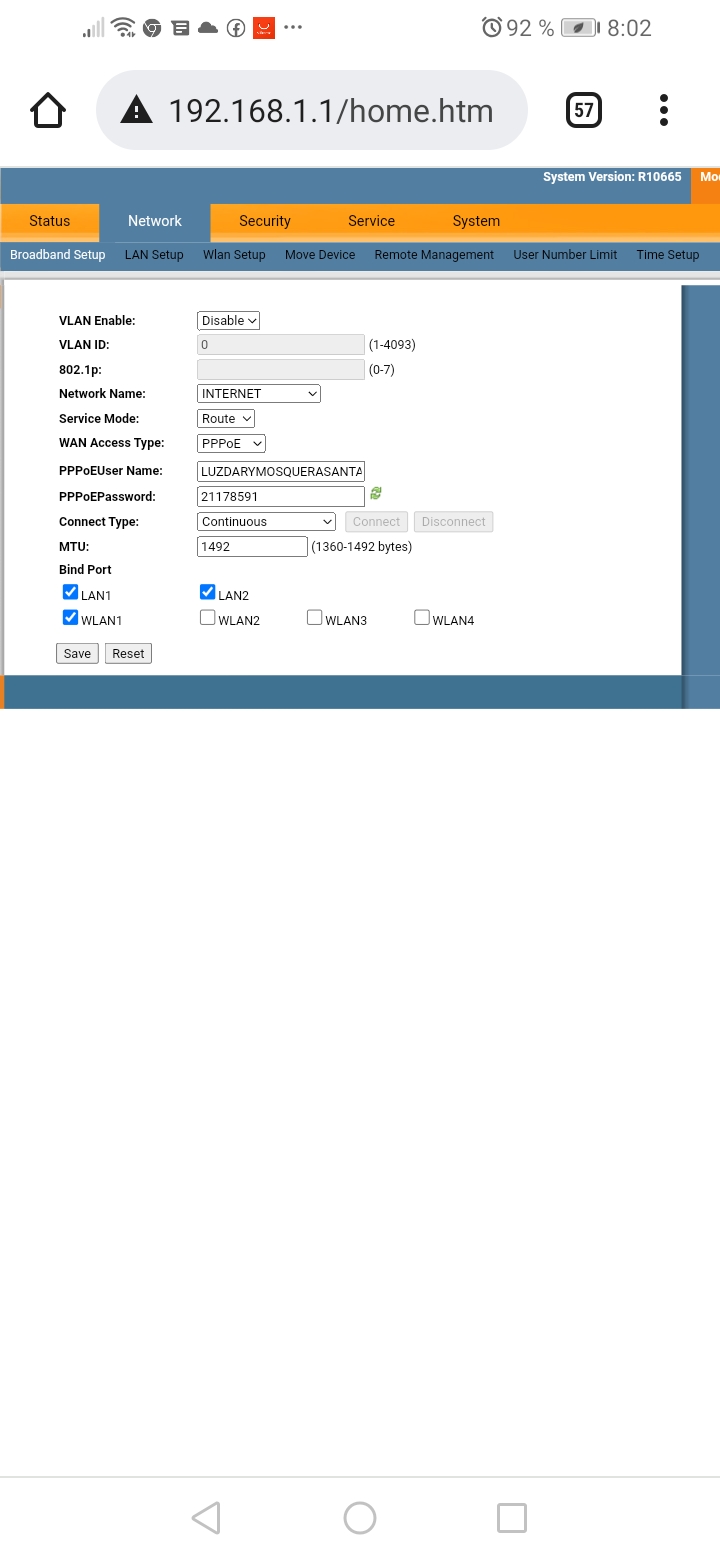 92 % 8:02
192.168.1.1/home.htm 57
System Version: R10665
Status Network Security Service System
Broadband Setup LAN Setup Wlan Setup Move Device Remote Management User Number Limit Time Setup
VLAN Enable: Disable
VLAN ID: 0 (1-4093)
802.1p: (0-7)
Network Name: INTERNET
Service Mode: Route
WAN Access Type: PPPoE
PPPoEUser Name: LUZDARYMOSQUERASANTA
PPPoEPassword: 21178591
Connect Type: Continuous Connect Disconnect
MTU: 1492 (1360-1492 bytes)
Bind Port
LAN1 LAN2
WLAN1 WLAN2 WLAN3 WLAN4
Save Reset